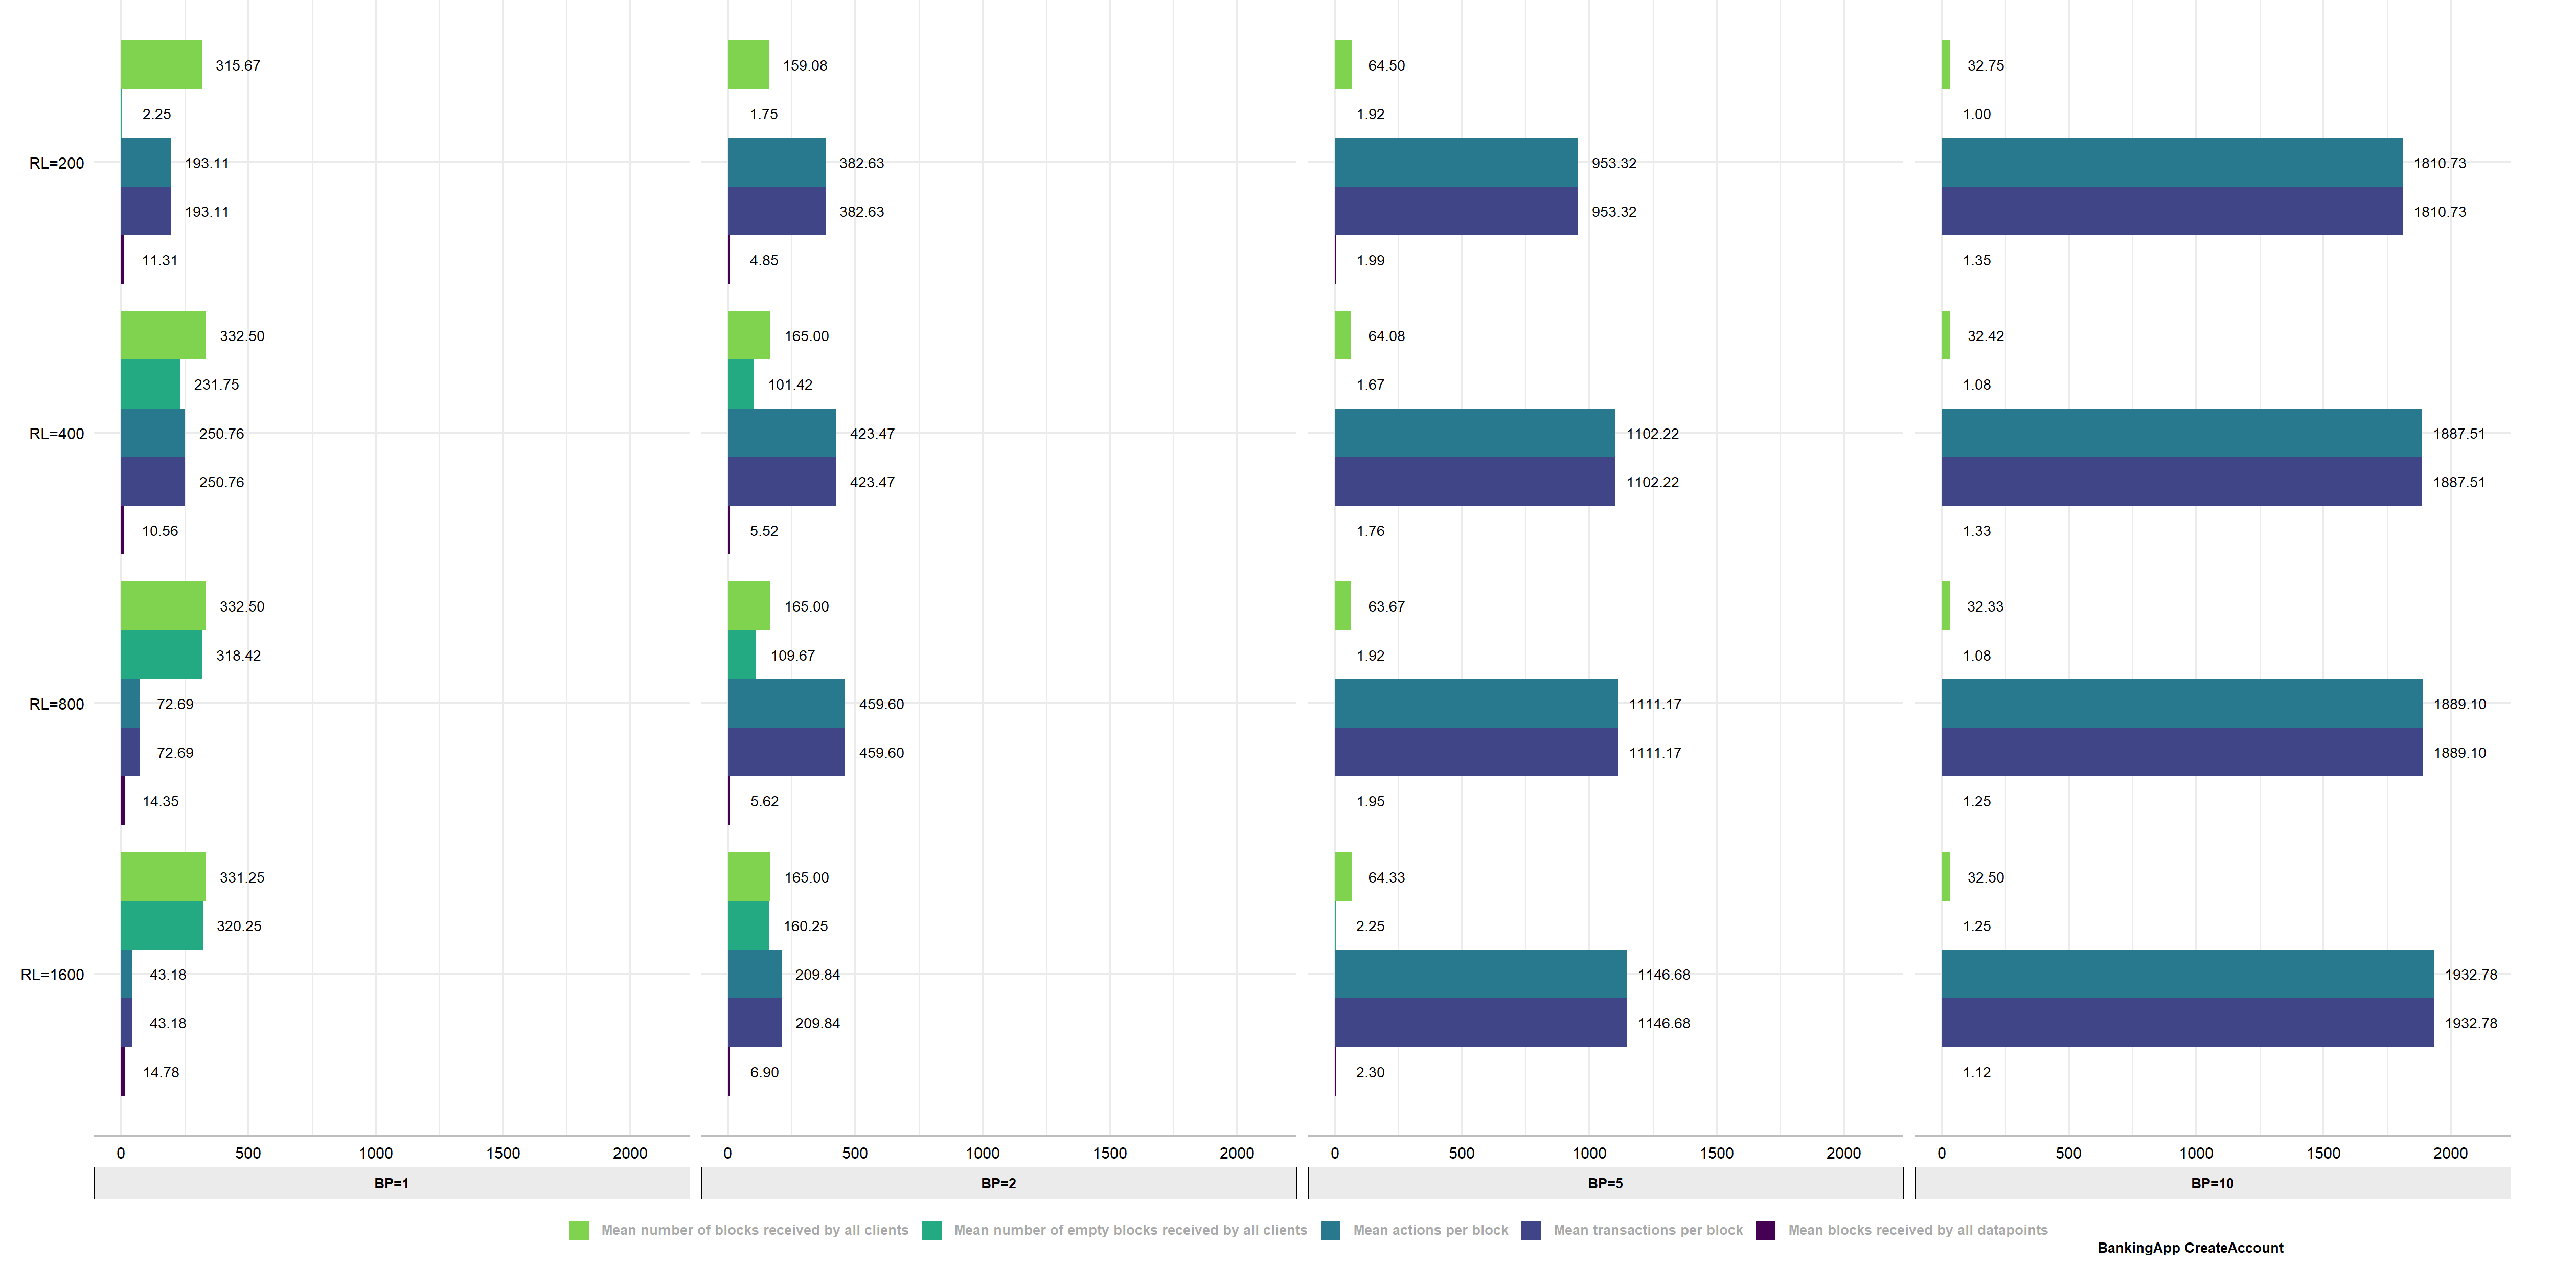 315.67 159.08 64.50 32.75
2.25 1.75 1.92 1.00
RL=200 193.11 382.63 953.32 1810.73
193.11 382.63 953.32 1810.73
11.31 4.85 1.99 1.35
332.50 165.00 64.08 32.42
231.75 101.42 1.67 1.08
RL=400 250.76 423.47 1102.22 1887.51
250.76 423.47 1102.22 1887.51
10.56 5.52 1.76 1.33
332.50 165.00 63.67 32.33
318.42 109.67 1.92 1.08
RL=800 72.69 459.60 1111.17 1889.10
72.69 459.60 1111.17 1889.10
14.35 5.62 1.95 1.25
331.25 165.00 64.33 32.50
320.25 160.25 2.25 1.25
RL=1600 43.18 209.84 1146.68 1932.78
43.18 209.84 1146.68 1932.78
14.78 6.90 2.30 1.12
0 500 1000 1500 2000 0 500 1000 1500 2000 0 500 1000 1500 2000 0 500 1000 1500 2000
BP=1 BP=2 BP=5 BP=10
Mean number of blocks received by all clients Mean number of empty blocks received by all clients Mean actions per block Mean transactions per block Mean blocks received by all datapoints
BankingApp CreateAccount